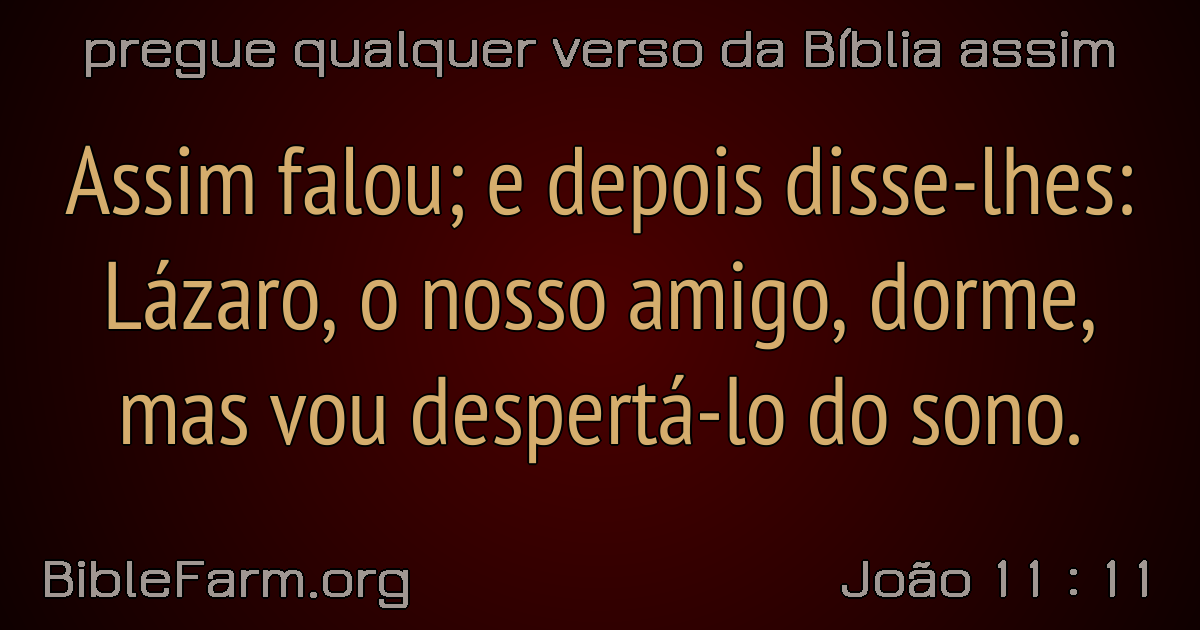 pregue qualquer verso da Bíblia assim
Assim falou; e depois disse-lhes:
Lázaro, o nosso amigo, dorme,
mas vou despertá-lo do sono.
BibleFarm.org
João 11 : 11